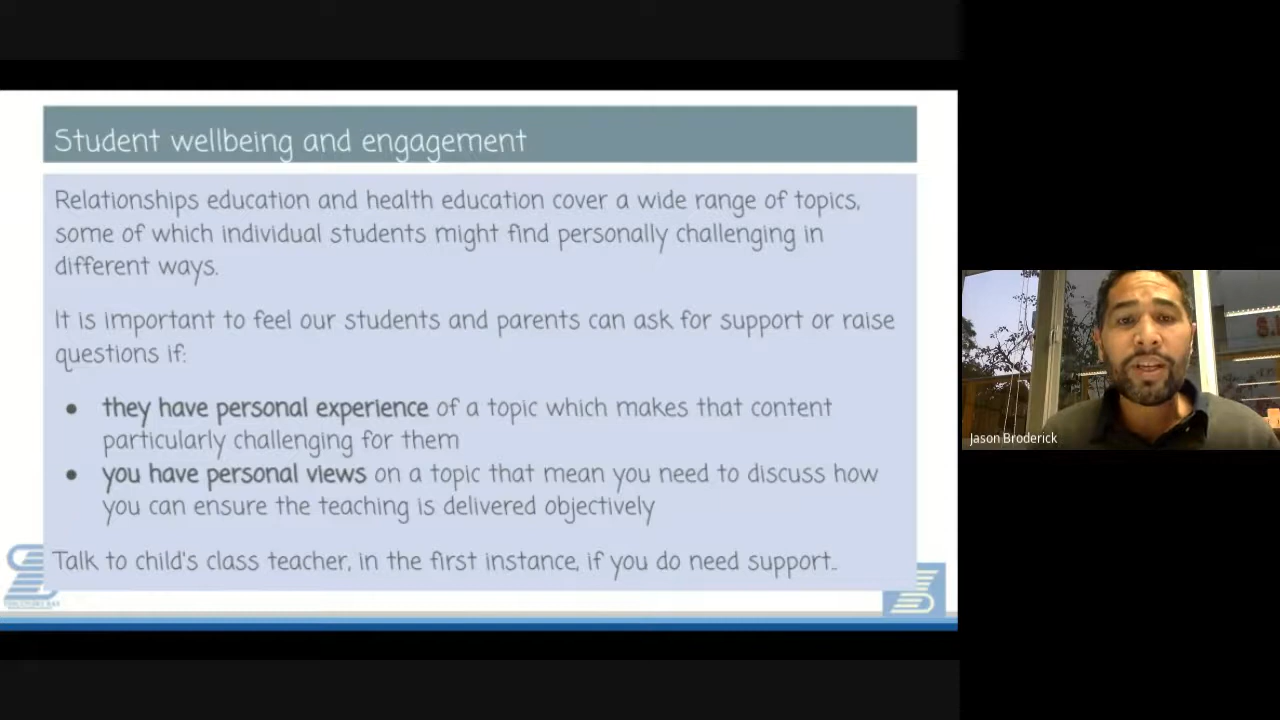 Student wellbeing and engagement
Relationships education and health education cover a wide range of topics,
some of which individual students might find personally challenging in
different ways.
It is important to feel our students and parents can ask for support or raise
questions if:
● they have personal experience of a topic which makes that content
particularly challenging for them
● you have personal views on a topic that mean you need to discuss how
you can ensure the teaching is delivered objectively
Talk to child's class teacher, in the first instance, if you do need support..
Jason Broderick